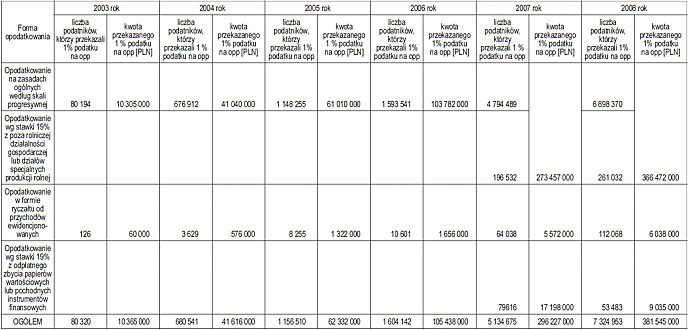 Forma
opodatkowania
2003 rok
2004 rok
2005 rok
2006 rok
2007 rok
2008 rok
liczba
podatników,
którzy przekazali
1% podatku
na opp
kwota
przekazanego
1% podatku
na opp [PLN]
liczba
podatników,
którzy
przekazali 1 %
podatku na opp
kwota
przekazanego
1 % podatku
na opp [PLN]
liczba
podatników,
którzy
przekazali 1 %
podatku na opp
kwota
przekazanego
1 % podatku
na opp [PLN]
liczba
podatników,
którzy
przekazali 1 %
podatku na opp
kwota
przekazanego
1 % podatku
na opp [PLN]
liczba
podatników,
którzy
przekazali 1 %
podatku na opp
kwota
przekazanego
1% podatku
na opp [PLN]
liczba
podatników,
którzy
przekazali 1 %
podatku na opp
kwota
przekazanego
1% podatku
na opp [PLN]
Opodatkowanie
na zasadach
ogólnych
według skali
progresywnej
80 194 10 305 000 676 912 41 040 000 1 148 255 61 010 000 1 593 541 103 782 000 4 794 489 6 898 370
Opodatkowanie
wg stawki 19%
z poza rolniczej
działalności
gospodarczej
lub działów
specjalnych
produkcji rolnej
196 532 273 457 000 261 032 366 472 000
Opodatkowanie
w formie
ryczałtu od
przychodów
ewidencjono-
wanych
126 60 000 3 629 576 000 8 255 1 322 000 10 601 1 656 000 64 038 5 572 000 112 068 6 038 000
Opodatkowanie
wg stawki 19%
z odpłatnego
zbycia papierów
wartościowych
lub pochodnych
instrumentów
finansowych
79616 17 198 000 53 483 9 035 000
OGÓŁEM 80 320 10 365 000 680 541 41 616 000 1 156 510 62 332 000 1 604 142 105 438 000 5 134 675 296 227 000 7 324 953 381 545 000